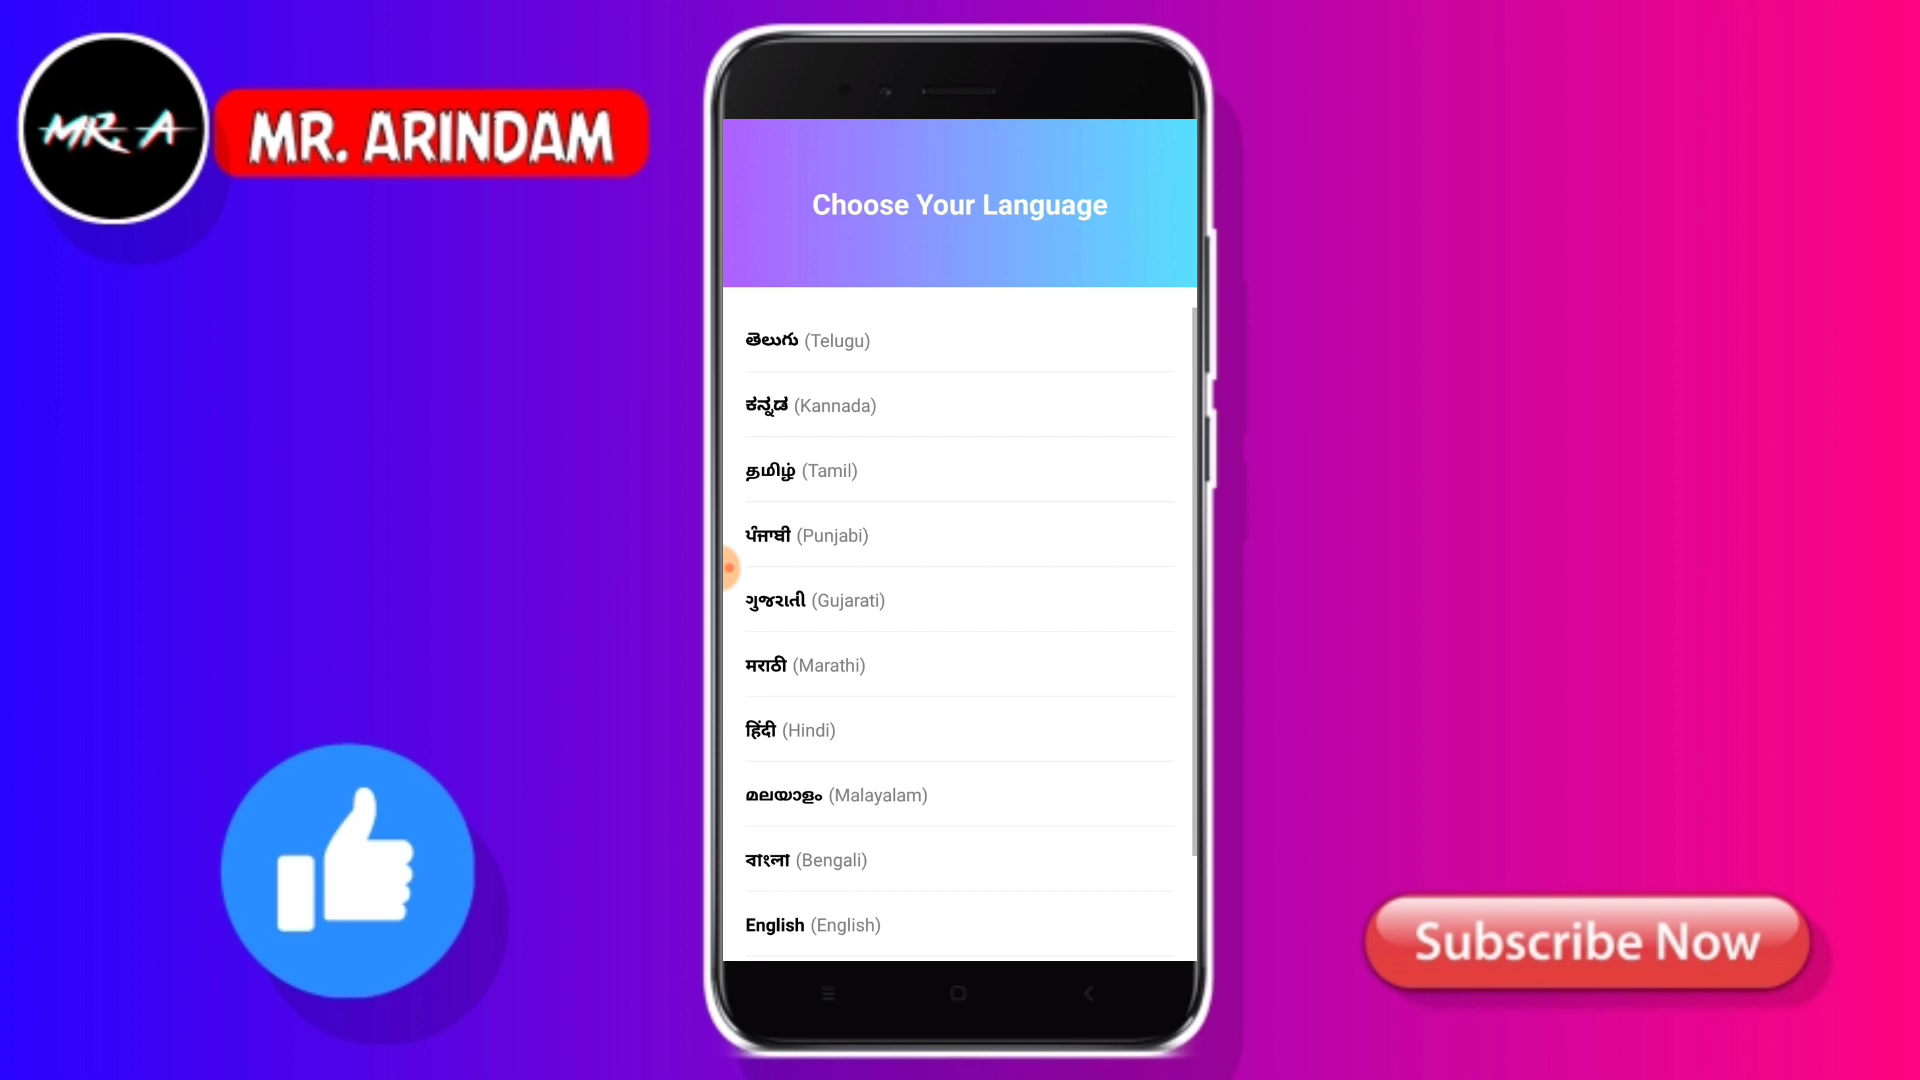 MR. A
MR. ARINDAM
Choose Your Language
తెలుగు (Telugu)
ಕನ್ನಡ (Kannada)
தமிழ் (Tamil)
ਪੰਜਾਬੀ (Punjabi)
ગુજરાતી (Gujarati)
मराठी (Marathi)
हिंदी (Hindi)
മലയാളം (Malayalam)
বাংলা (Bengali)
English (English)
Subscribe Now